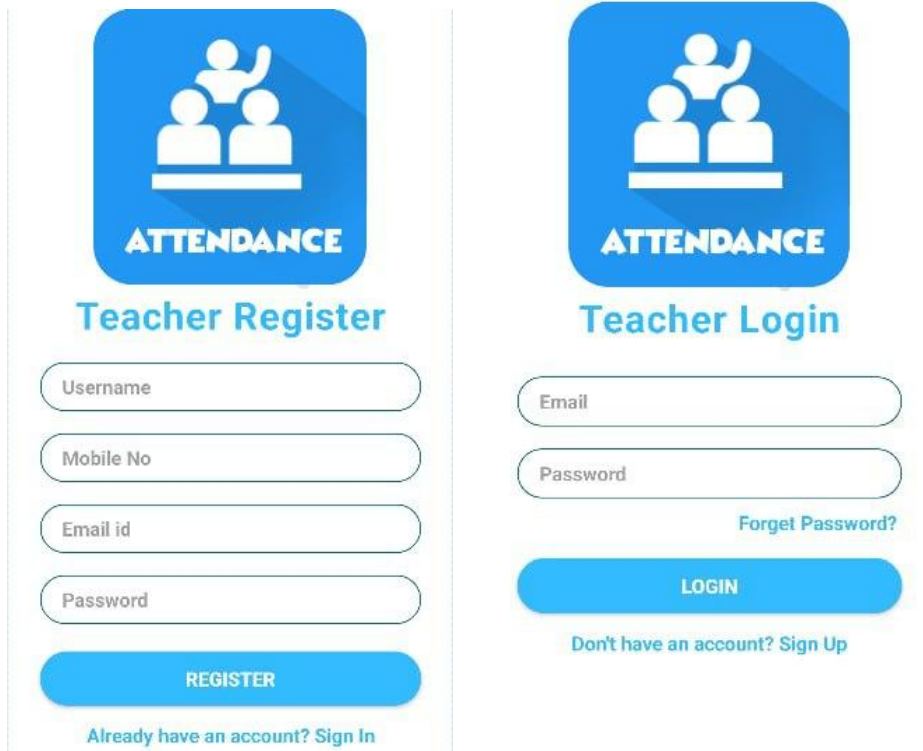 ATTENDANCE
Teacher Register
Username
Mobile No
Email id
Password
REGISTER
Already have an account? Sign In
ATTENDANCE
Teacher Login
Email
Password
Forget Password?
LOGIN
Don't have an account? Sign Up